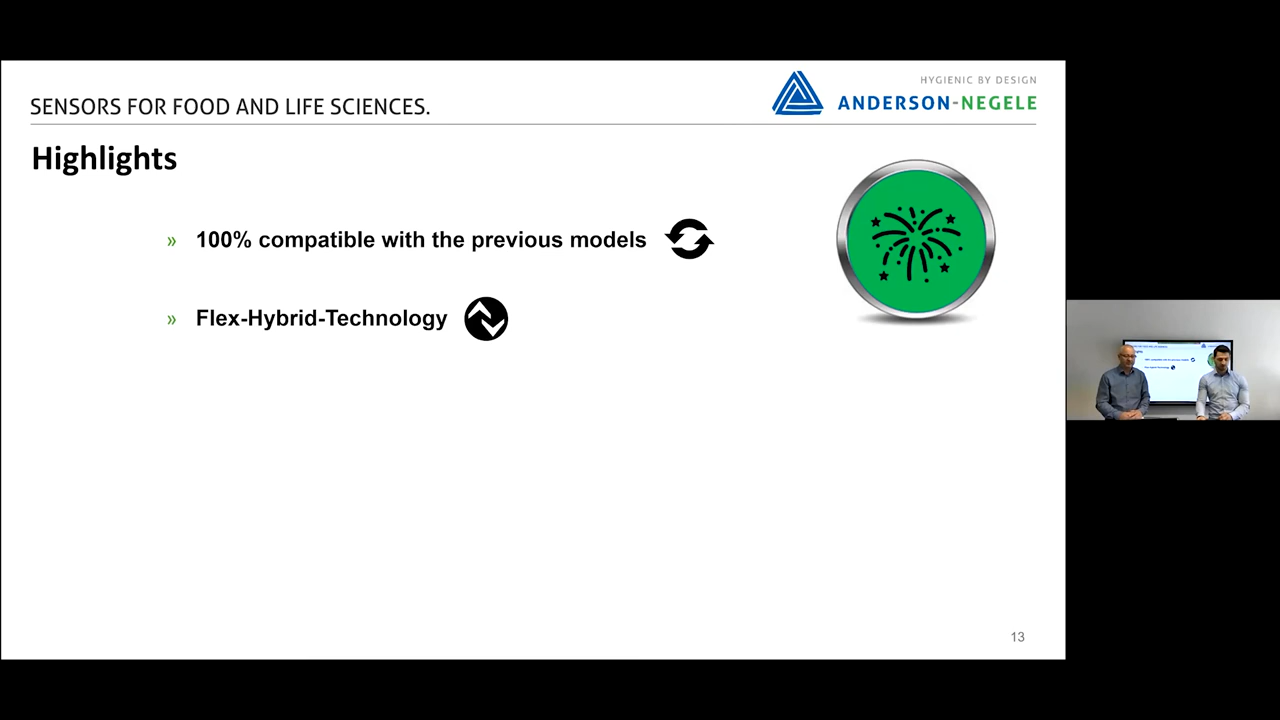 HYGIENIC BY DESIGN
SENSORS FOR FOOD AND LIFE SCIENCES.
ANDERSON-NEGELE
Highlights
» 100% compatible with the previous models
» Flex-Hybrid-Technology
13